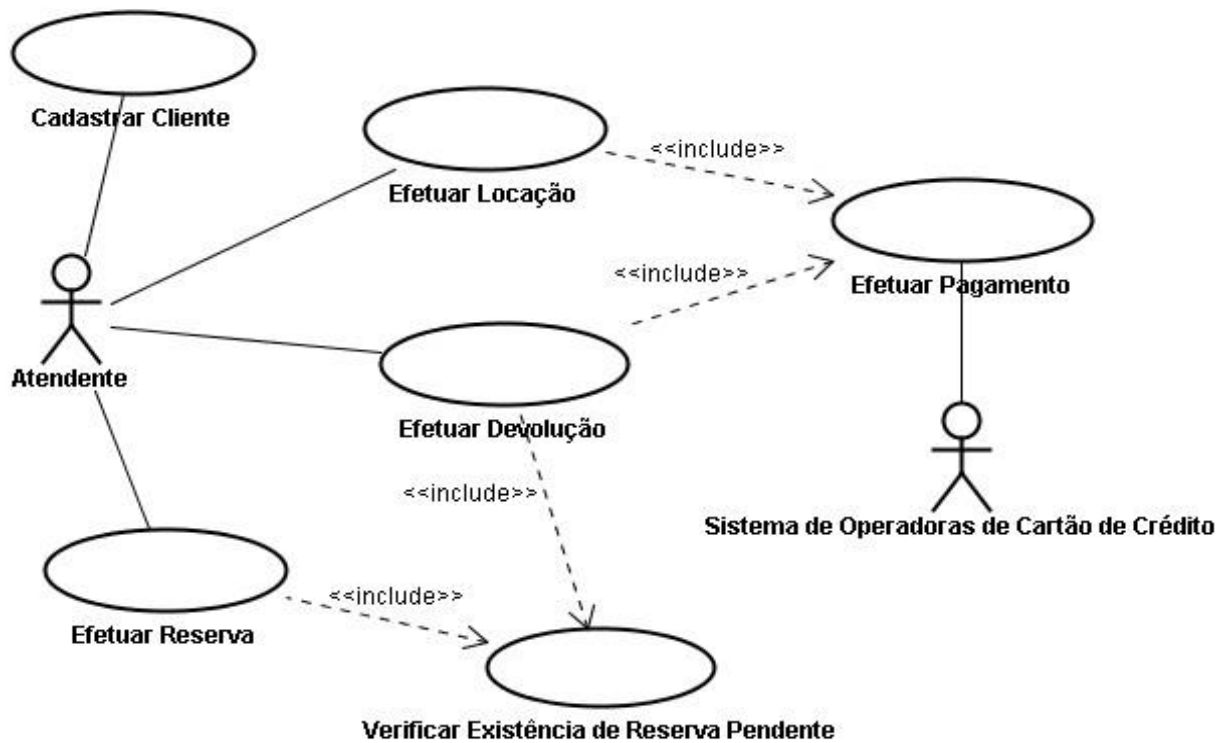 Cadastrar Cliente
<<include>>
Efetuar Locação
<<include>>
Efetuar Pagamento
Atendente
Efetuar Devolução
<<include>>
Sistema de Operadoras de Cartão de Crédito
<<include>>
Efetuar Reserva
Verificar Existência de Reserva Pendente